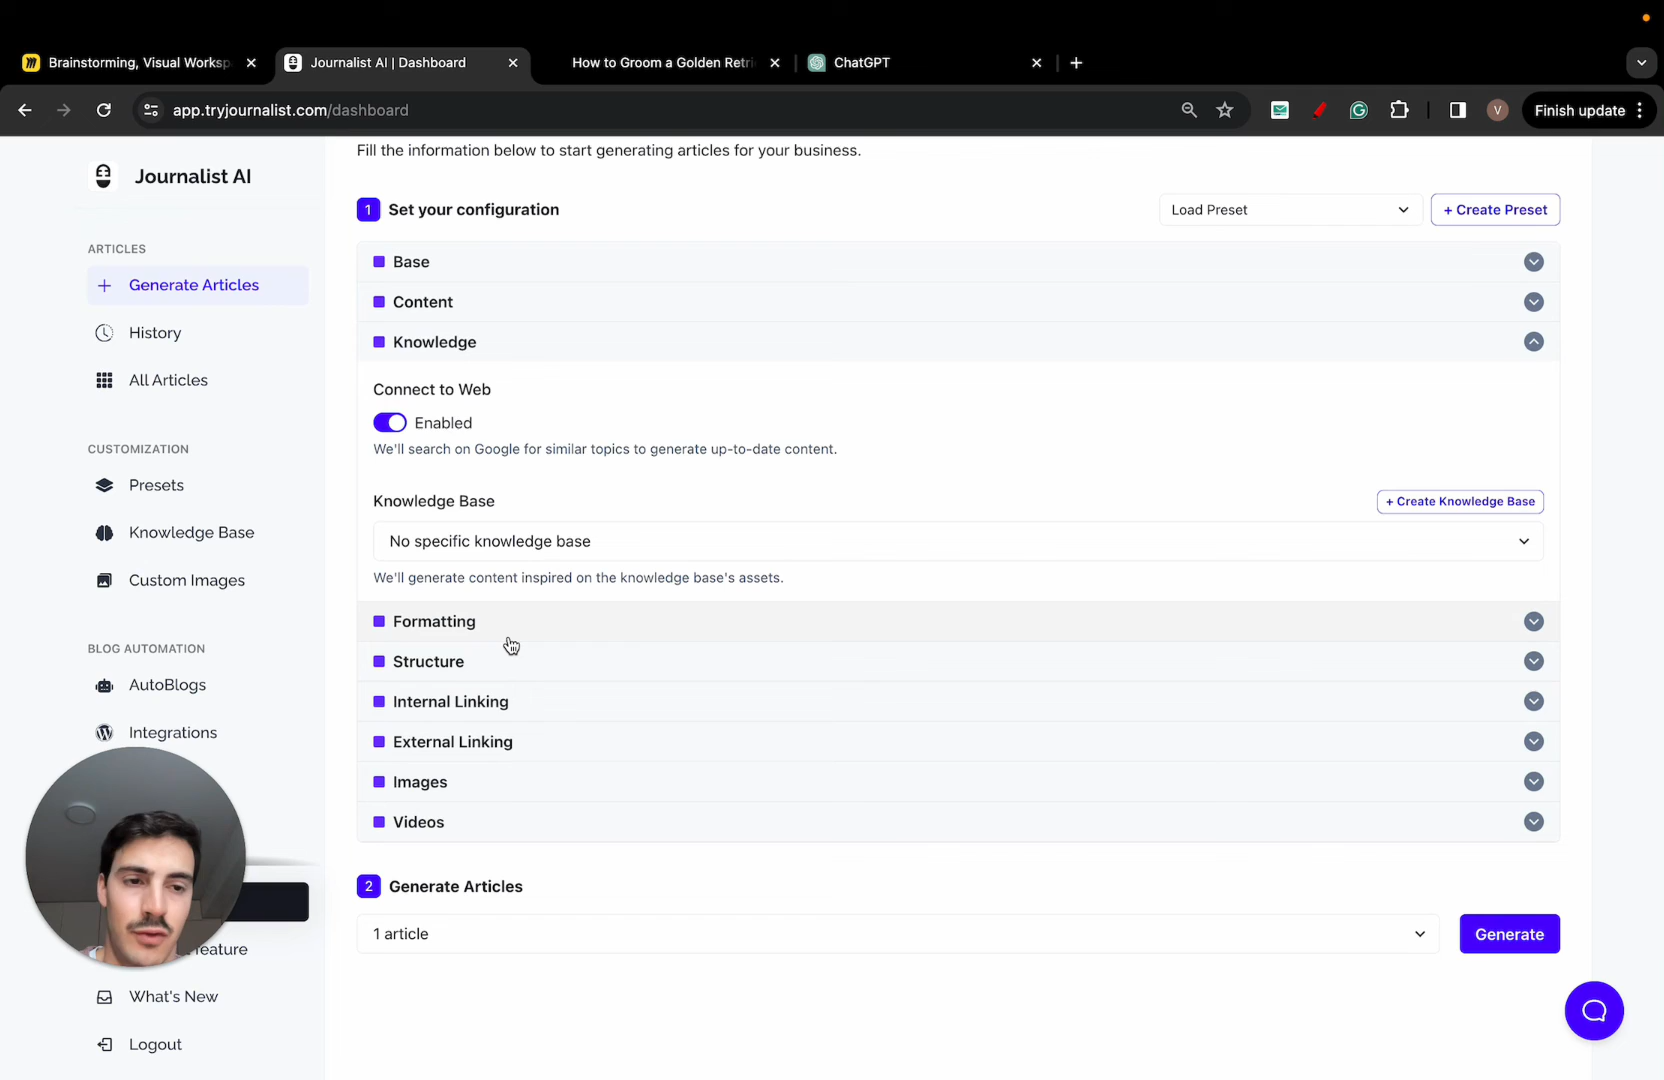 Brainstorming, Visual Worksp
Journalist AI | Dashboard
How to Groom a Golden Retri
ChatGPT
app.tryjournalist.com/dashboard
V
Finish update
Journalist AI
ARTICLES
Generate Articles
History
All Articles
CUSTOMIZATION
Presets
Knowledge Base
Custom Images
BLOG AUTOMATION
AutoBlogs
Integrations
feature
What's New
Logout
Fill the information below to start generating articles for your business.
1 Set your configuration
Load Preset
+ Create Preset
Base
Content
Knowledge
Connect to Web
Enabled
We'll search on Google for similar topics to generate up-to-date content.
Knowledge Base
+ Create Knowledge Base
No specific knowledge base
We'll generate content inspired on the knowledge base's assets.
Formatting
Structure
Internal Linking
External Linking
Images
Videos
2 Generate Articles
1 article
Generate